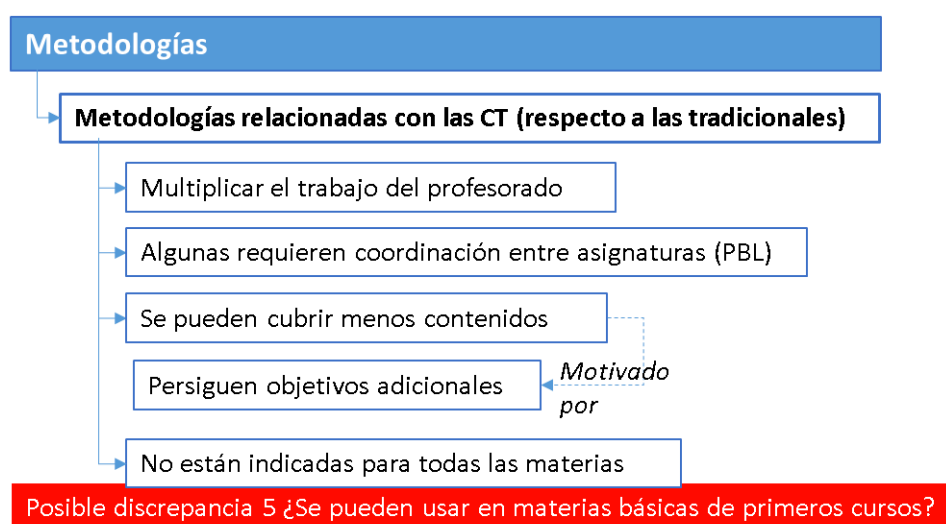 Metodologías
Metodologías relacionadas con las CT (respecto a las tradicionales)
Multiplicar el trabajo del profesorado
Algunas requieren coordinación entre asignaturas (PBL)
Se pueden cubrir menos contenidos
Persiguen objetivos adicionales
Motivado
por
No están indicadas para todas las materias
Posible discrepancia 5 ¿Se pueden usar en materias básicas de primeros cursos?